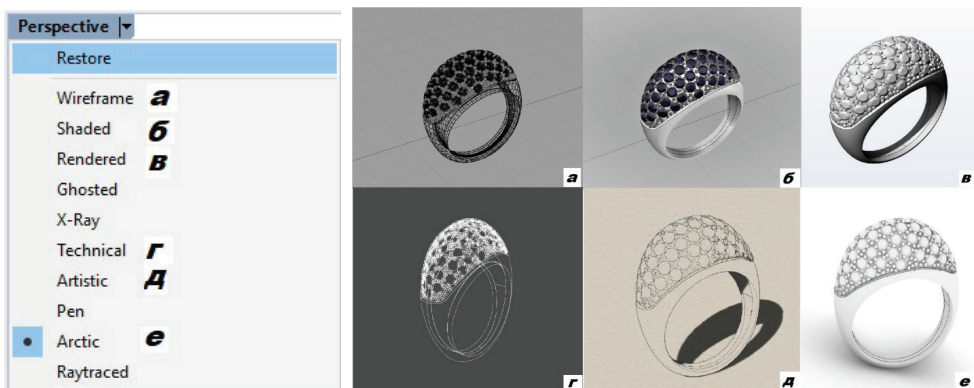 Perspective
Restore
Wireframe а
Shaded б
Rendered в
Ghosted
X-Ray
Technical г
Artistic д
Pen
Arctic е
Raytraced
а
б
в
г
д
е